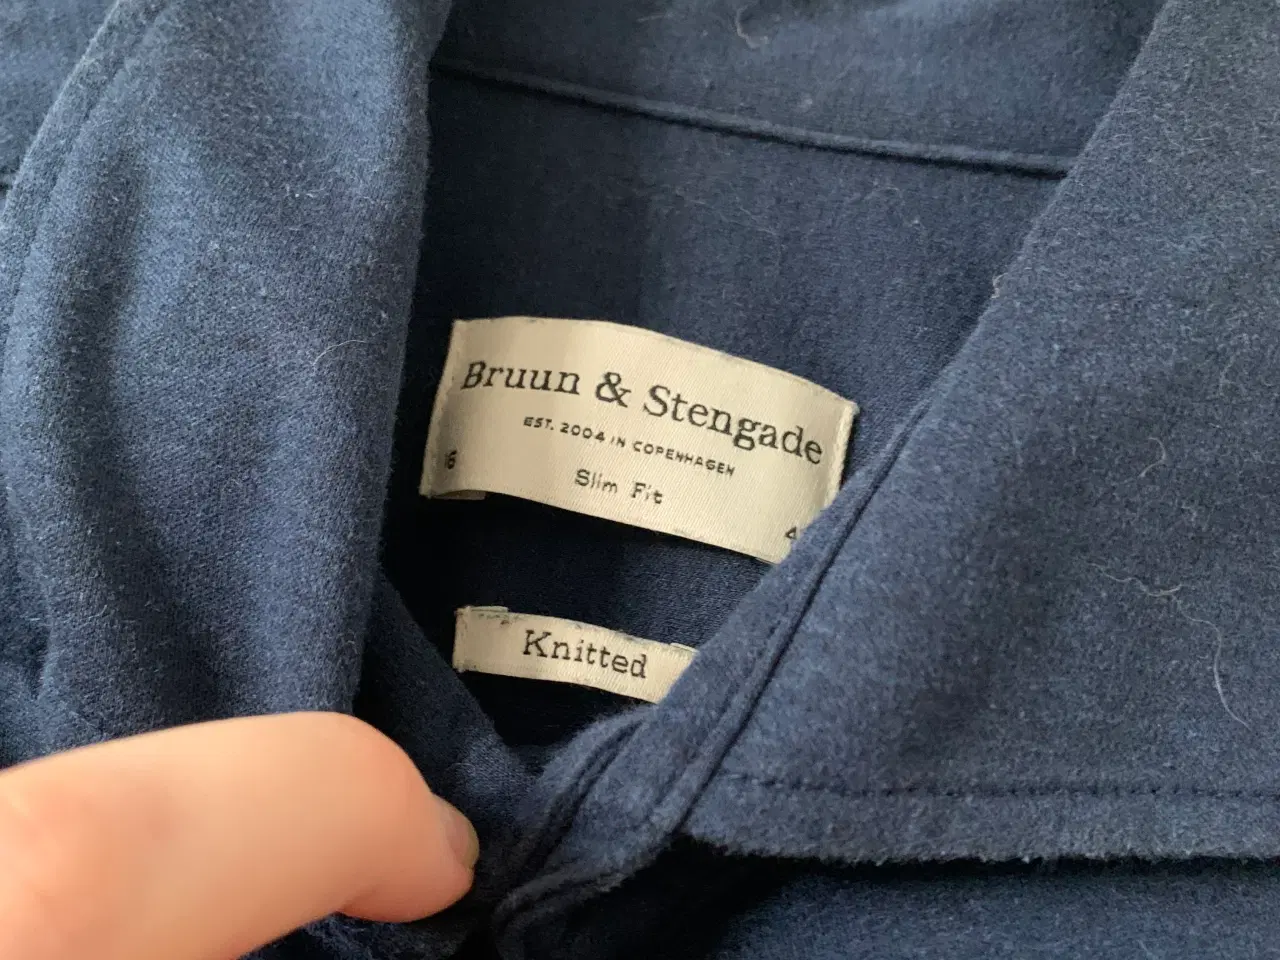 Bruun & Stengade
EST. 2004 IN COPENHAGEN
Slim Fit
Knitted